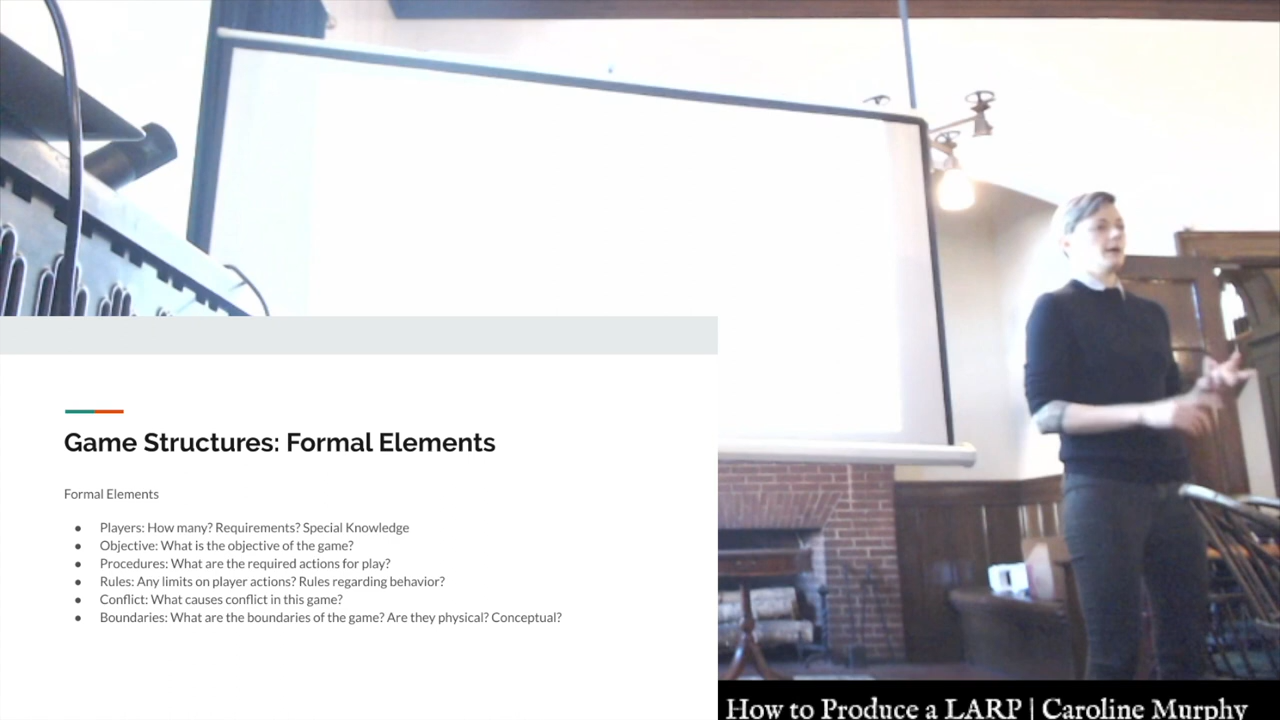 Game Structures: Formal Elements
Formal Elements
● Players: How many? Requirements? Special Knowledge
● Objective: What is the objective of the game?
● Procedures: What are the required actions for play?
● Rules: Any limits on player actions? Rules regarding behavior?
● Conflict: What causes conflict in this game?
● Boundaries: What are the boundaries of the game? Are they physical? Conceptual?
How to Produce a LARP | Caroline Murphy